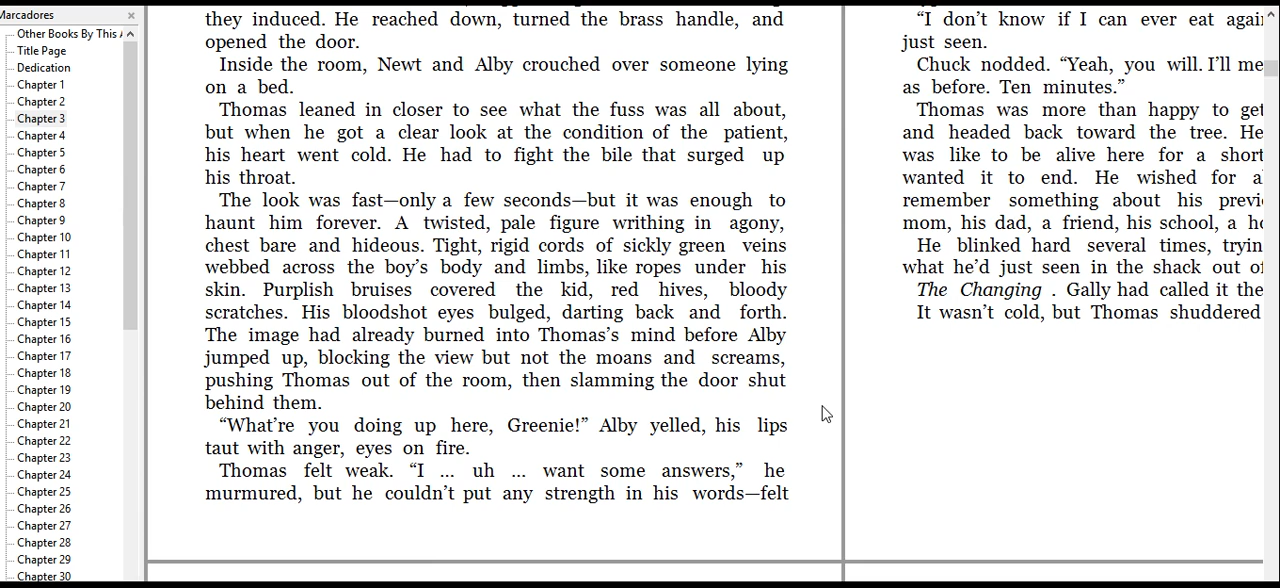 Marcadores
Other Books By This A
Title Page
Dedication
Chapter 1
Chapter 2
Chapter 3
Chapter 4
Chapter 5
Chapter 6
Chapter 7
Chapter 8
Chapter 9
Chapter 10
Chapter 11
Chapter 12
Chapter 13
Chapter 14
Chapter 15
Chapter 16
Chapter 17
Chapter 18
Chapter 19
Chapter 20
Chapter 21
Chapter 22
Chapter 23
Chapter 24
Chapter 25
Chapter 26
Chapter 27
Chapter 28
Chapter 29
Chapter 30
they induced. He reached down, turned the brass handle, and
opened the door.
Inside the room, Newt and Alby crouched over someone lying
on a bed.
Thomas leaned in closer to see what the fuss was all about,
but when he got a clear look at the condition of the patient,
his heart went cold. He had to fight the bile that surged up
his throat.
The look was fast—only a few seconds—but it was enough to
haunt him forever. A twisted, pale figure writhing in agony,
chest bare and hideous. Tight, rigid cords of sickly green veins
webbed across the boy’s body and limbs, like ropes under his
skin. Purplish bruises covered the kid, red hives, bloody
scratches. His bloodshot eyes bulged, darting back and forth.
The image had already burned into Thomas’s mind before Alby
jumped up, blocking the view but not the moans and screams,
pushing Thomas out of the room, then slamming the door shut
behind them.
“What’re you doing up here, Greenie!” Alby yelled, his lips
taut with anger, eyes on fire.
Thomas felt weak. “I ... uh ... want some answers,” he
murmured, but he couldn’t put any strength in his words—felt
“I don’t know if I can ever eat agai
just seen.
Chuck nodded. “Yeah, you will. I’ll me
as before. Ten minutes.”
Thomas was more than happy to get
and headed back toward the tree. He
was like to be alive here for a short
wanted it to end. He wished for a
remember something about his previ
mom, his dad, a friend, his school, a h
He blinked hard several times, tryin
what he’d just seen in the shack out of
The Changing . Gally had called it the
It wasn’t cold, but Thomas shuddered